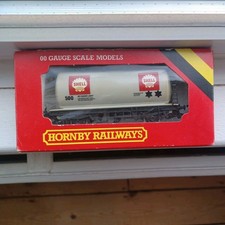 00 GAUGE SCALE MODELS
SHELL
SHELL
HORNBY RAILWAYS